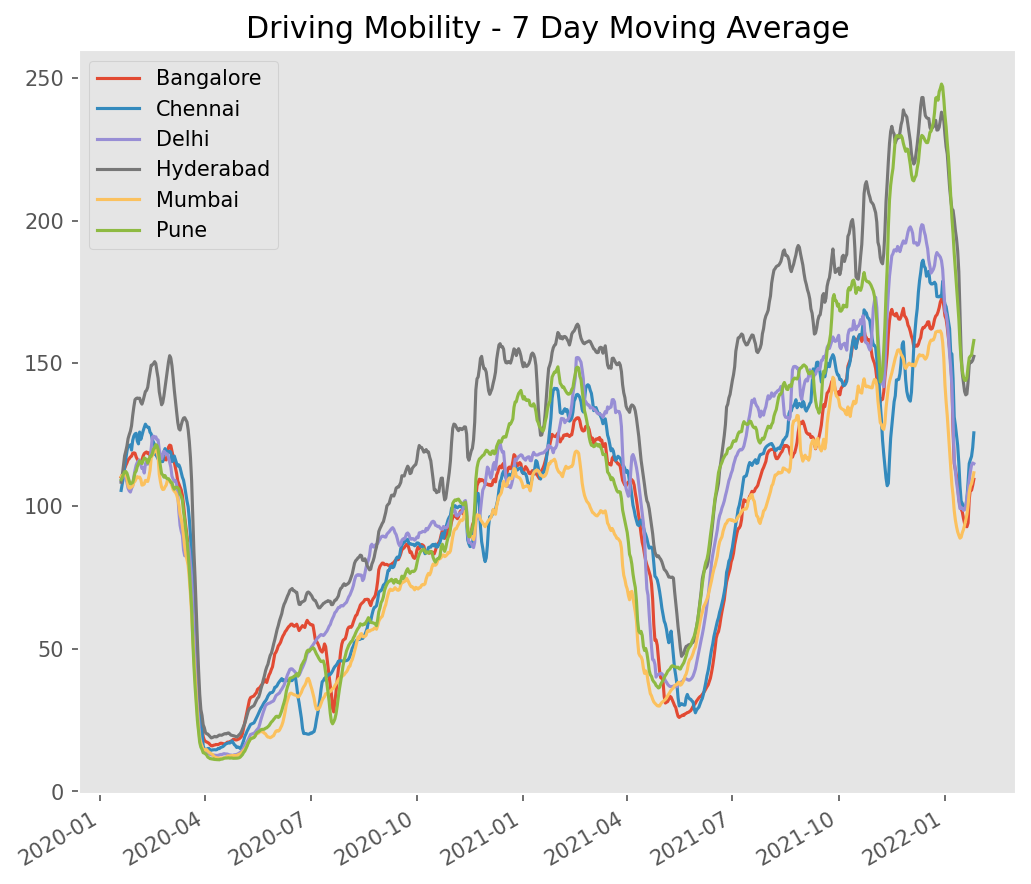 Driving Mobility - 7 Day Moving Average
250
200
150
100
50
0
Bangalore
Chennai
Delhi
Hyderabad
Mumbai
Pune
2020-01
2020-04
2020-07
2020-10
2021-01
2021-04
2021-07
2021-10
2022-01